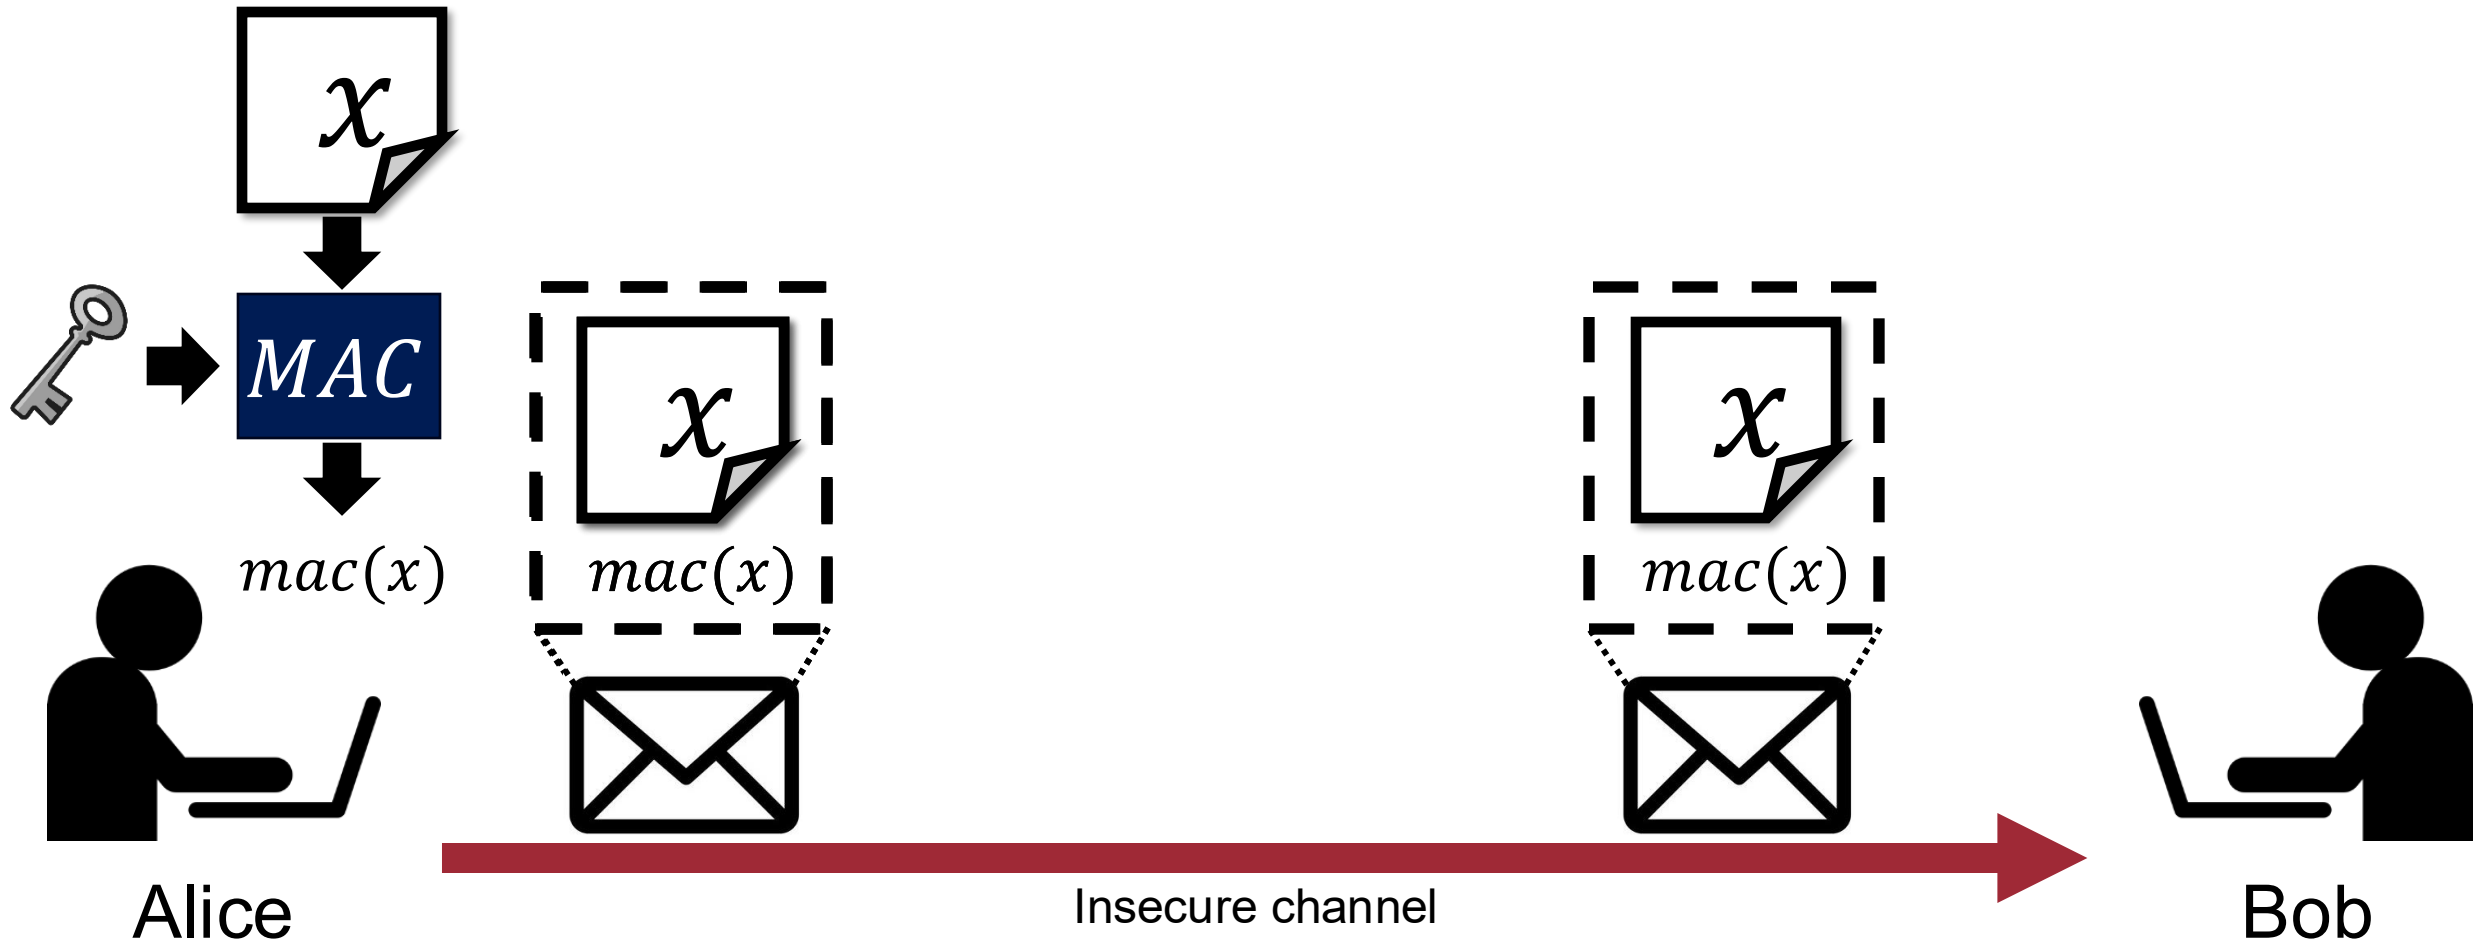 x
MAC
mac(x)
x
mac(x)
x
mac(x)
Alice
Insecure channel
Bob